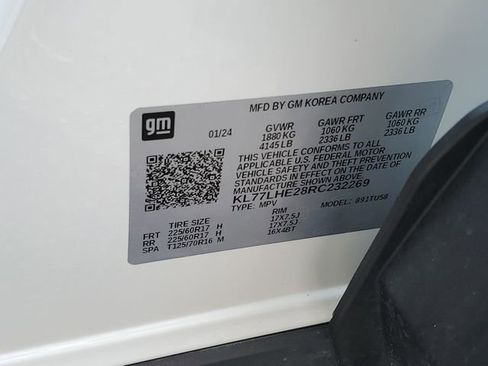 MFD BY GM KOREA COMPANY
gm
01/24 GVWR GAWR FRT GAWR RR
1880 KG 1060 KG 1060 KG
4145 LB 2336 LB 2336 LB
THIS VEHICLE CONFORMS TO ALL
APPLICABLE U.S. FEDERAL MOTOR
VEHICLE SAFETY AND THEFT PREVENTION
STANDARDS IN EFFECT ON THE DATE OF
MANUFACTURE SHOWN ABOVE.
KL77LHE28RC232269
TYPE: MPV MODEL: 891TU58
TIRE SIZE RIM
FRT 225/60R17 H 17X7.5J
RR 225/60R17 H 17X7.5J
SPA T125/70R16 M 16X4BT